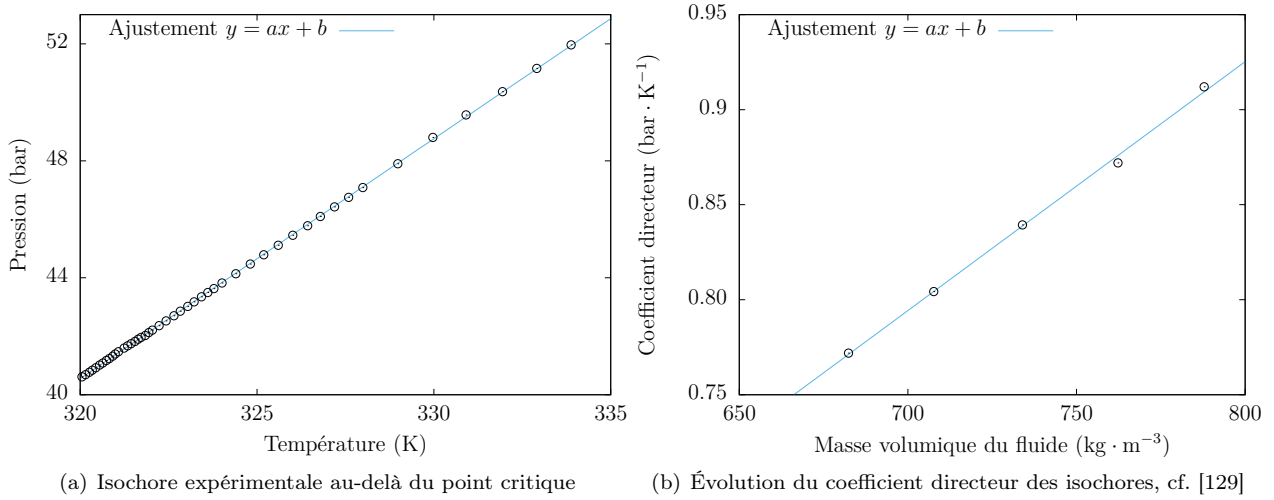 Ajustement y = ax + b
52
48
44
40
320
325
330
335
Pression (bar)
Température (K)
(a) Isochore expérimentale au-delà du point critique
Ajustement y = ax + b
0.95
0.9
0.85
0.80
0.75
650
700
750
800
Coefficient directeur (bar · K⁻¹)
Masse volumique du fluide (kg · m⁻³)
(b) Évolution du coefficient directeur des isochores, cf. [129]